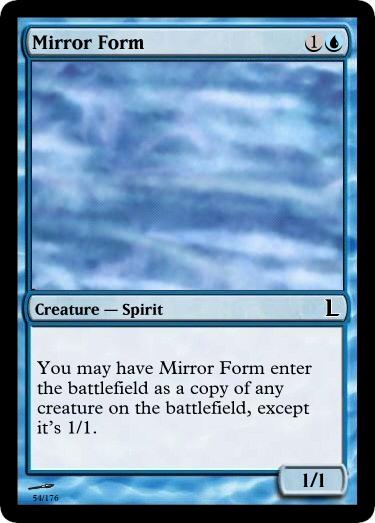 Mirror Form 1
Creature — Spirit L
You may have Mirror Form enter
the battlefield as a copy of any
creature on the battlefield, except
it's 1/1.
1/1
54/176